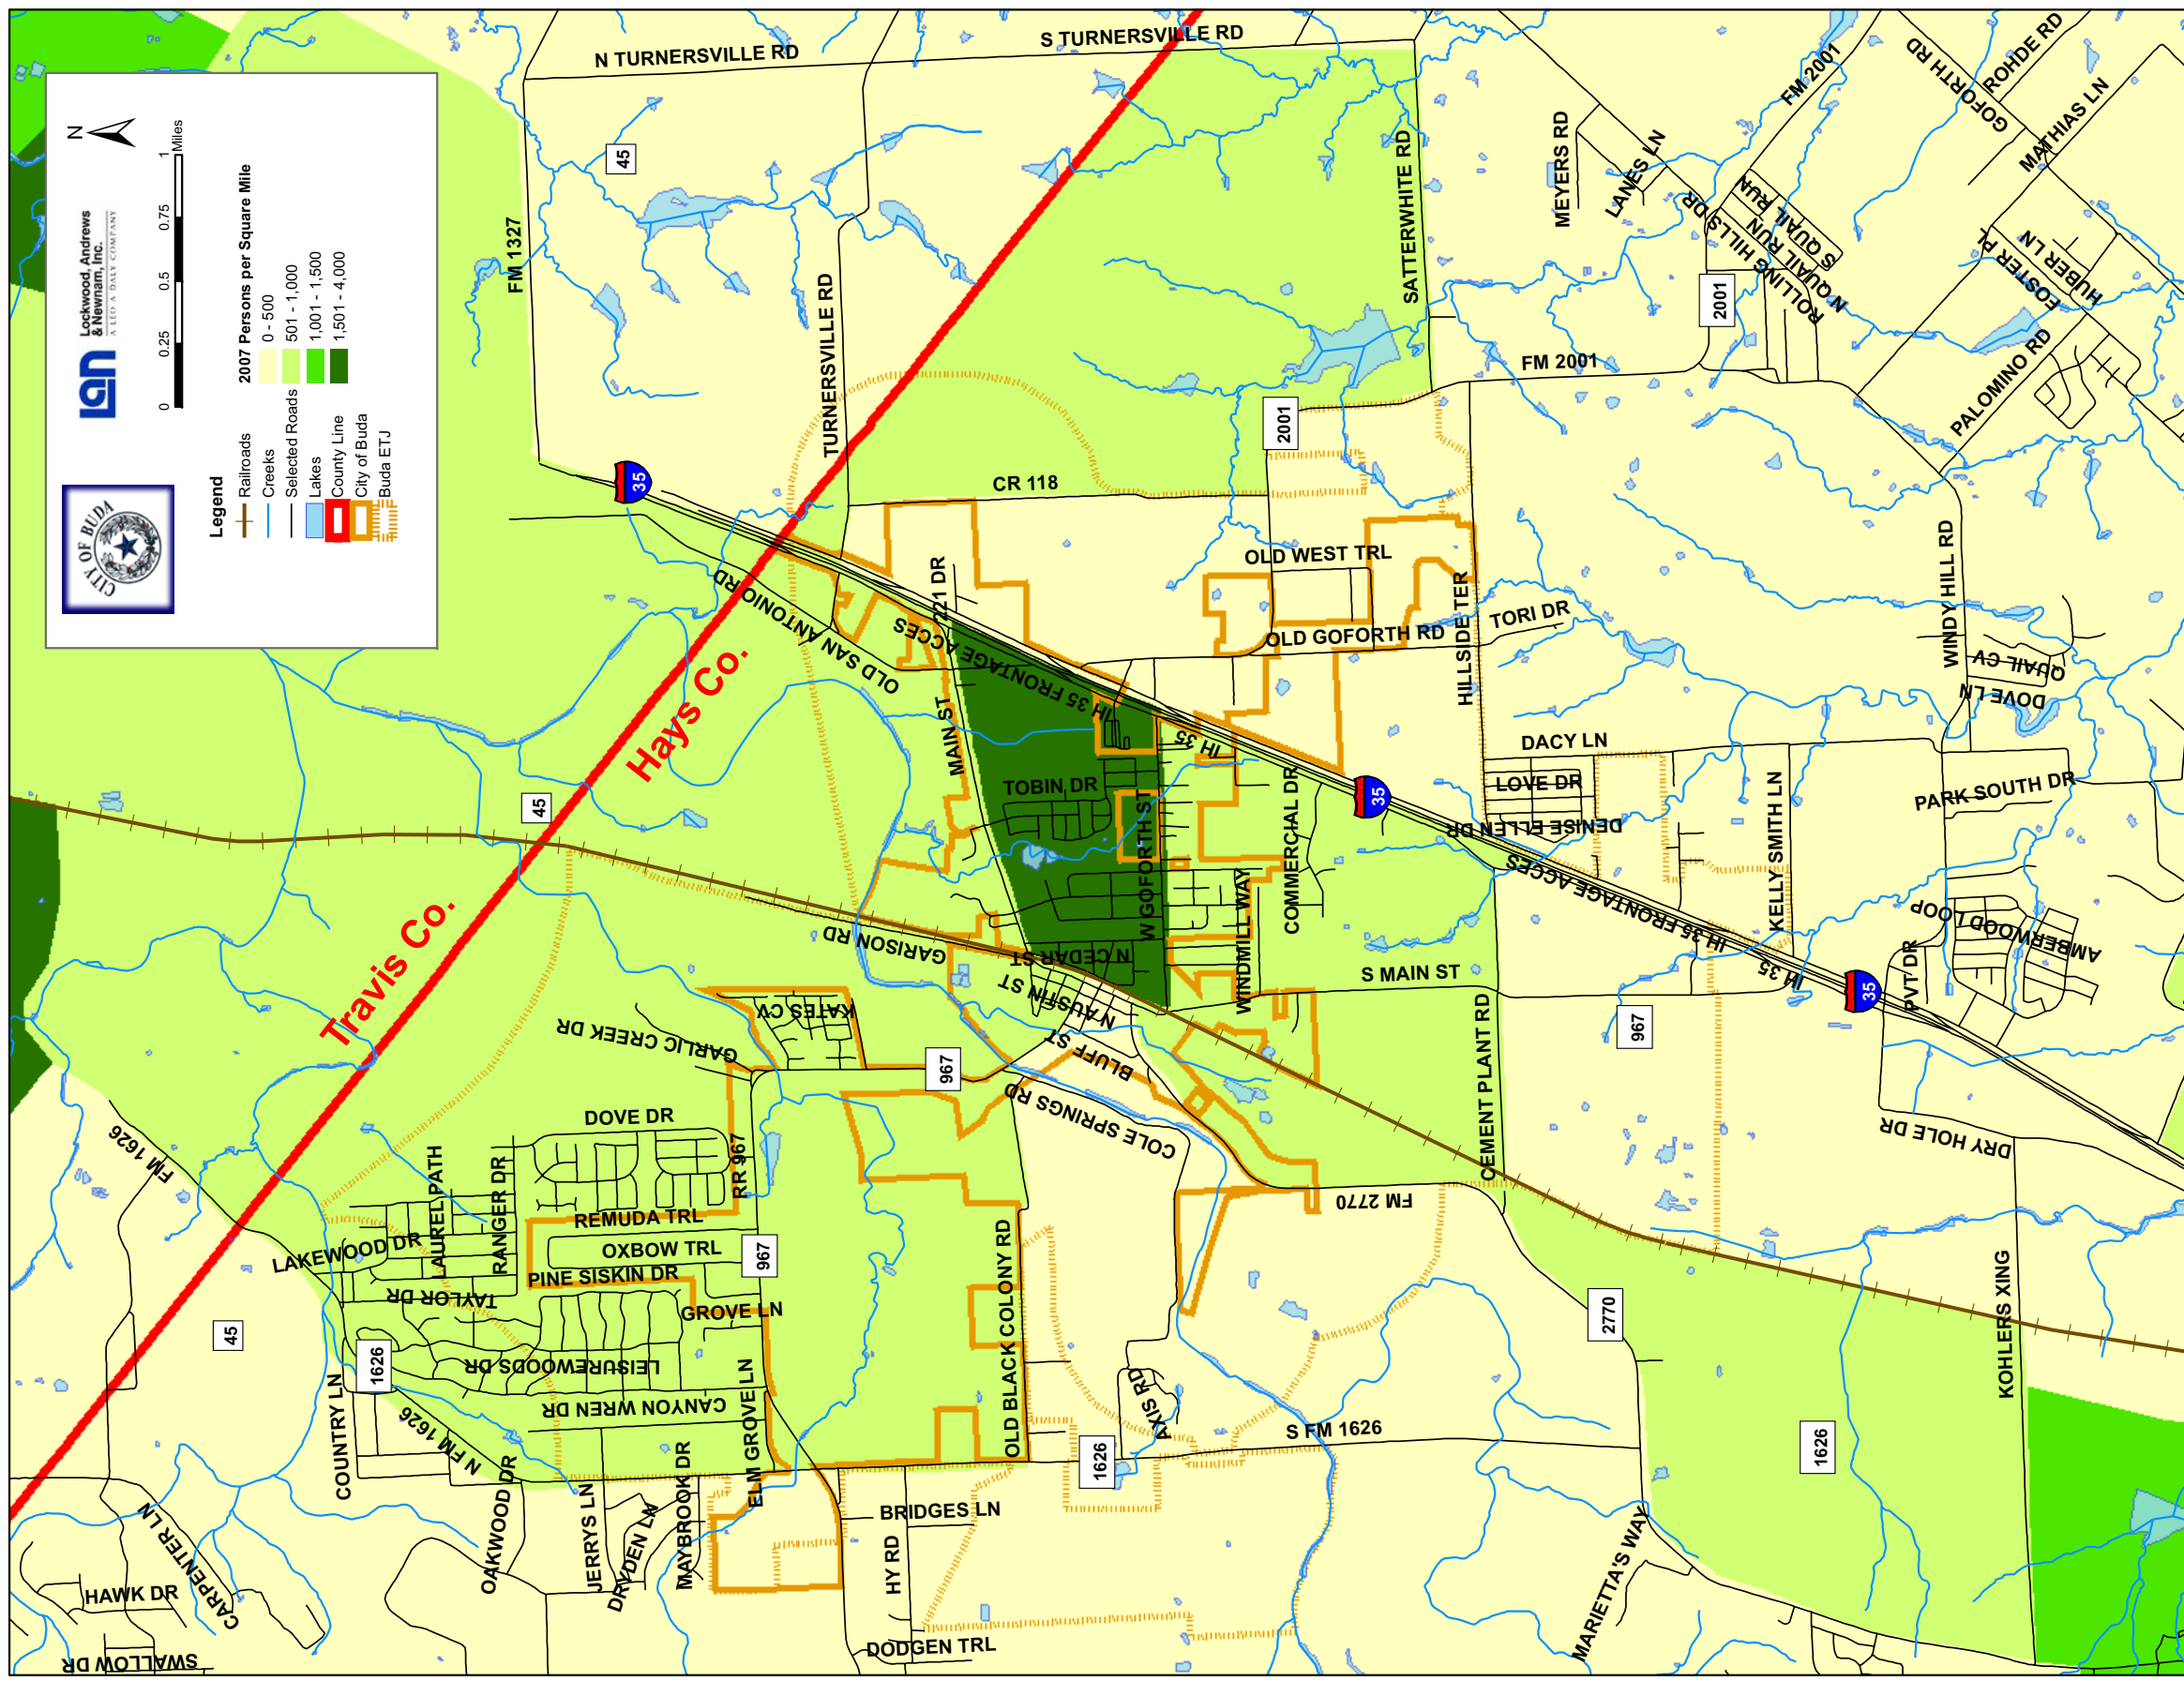 CITY OF BUDA
lan
Lockwood, Andrews
& Newnam, Inc.
A LEO A DALY COMPANY
N
0
0.25
0.5
0.75
1
Miles
Legend
Railroads
Creeks
Selected Roads
Lakes
County Line
City of Buda
Buda ETJ
2007 Persons per Square Mile
0 - 500
501 - 1,000
1,001 - 1,500
1,501 - 4,000
Travis Co.
Hays Co.
N TURNERSVILLE RD
S TURNERSVILLE RD
FM 1327
45
TURNERSVILLE RD
SATTERWHITE RD
MEYERS RD
LANES LN
FM 2001
GOFORTH RD
ROHDE RD
MATHIAS LN
ROLLING HILLS DR
N QUAIL RUN
S QUAIL RUN
FOSTER PL
HUBER LN
PALOMINO RD
2001
FM 2001
2001
35
CR 118
OLD WEST TRL
OLD GOFORTH RD
HILLSIDE TER
TORI DR
WINDY HILL RD
QUAIL CV
DOVE LN
221 DR
OLD SAN ANTONIO RD
IH 35 FRONTAGE ACCES
MAIN ST
IH 35
TOBIN DR
W GOFORTH ST
COMMERCIAL DR
WINDMILL WAY
35
DACY LN
LOVE DR
DENISE ELLEN DR
IH 35 FRONTAGE ACCES
KELLY SMITH LN
PARK SOUTH DR
AMBERWOOD LOOP
PVT DR
IH 35
35
45
GARISON RD
N CEDAR ST
N AUSTIN ST
BLUFF ST
S MAIN ST
967
CEMENT PLANT RD
DRY HOLE DR
KOHLERS XING
KATES CV
GARLIC CREEK DR
967
COLE SPRINGS RD
FM 1626
DOVE DR
LAUREL PATH
RANGER DR
RR 967
REMUDA TRL
LAKEWOOD DR
OXBOW TRL
967
PINE SISKIN DR
TAYLOR DR
GROVE LN
LEISUREWOODS DR
CANYON WREN DR
45
1626
COUNTRY LN
N FM 1626
OAKWOOD DR
JERRYS LN
DRYDEN LN
MAYBROOK DR
ELM GROVE LN
OLD BLACK COLONY RD
FM 2770
2770
AXIS RD
1626
S FM 1626
1626
BRIDGES LN
HY RD
DODGEN TRL
MARIETTA'S WAY
CARPENTER LN
HAWK DR
SWALLOW DR